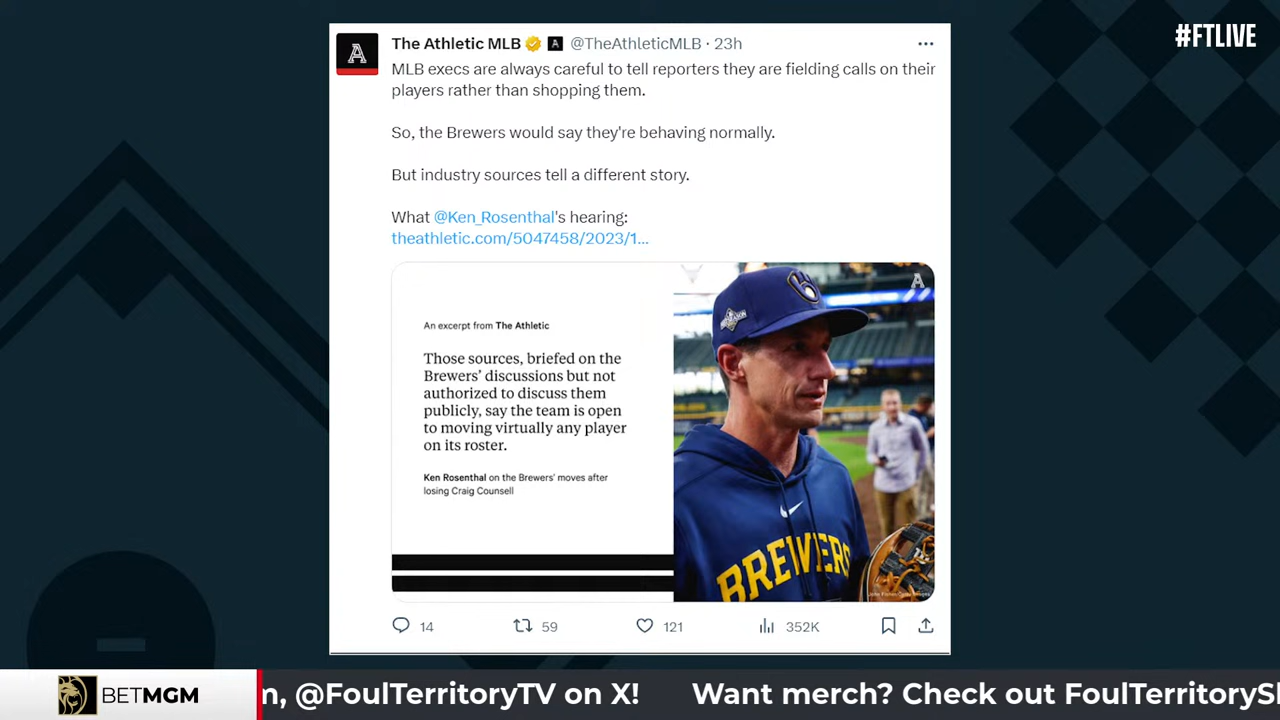 #FTLIVE
The Athletic MLB @TheAthleticMLB · 23h
MLB execs are always careful to tell reporters they are fielding calls on their
players rather than shopping them.
So, the Brewers would say they're behaving normally.
But industry sources tell a different story.
What @Ken_Rosenthal's hearing:
theathletic.com/5047458/2023/1...
An excerpt from The Athletic
Those sources, briefed on the
Brewers' discussions but not
authorized to discuss them
publicly, say the team is open
to moving virtually any player
on its roster.
Ken Rosenthal on the Brewers' moves after
losing Craig Counsell
BREWERS
14 59 121 352K
BETMGM
n, @FoulTerritoryTV on X! Want merch? Check out FoulTerritorySh